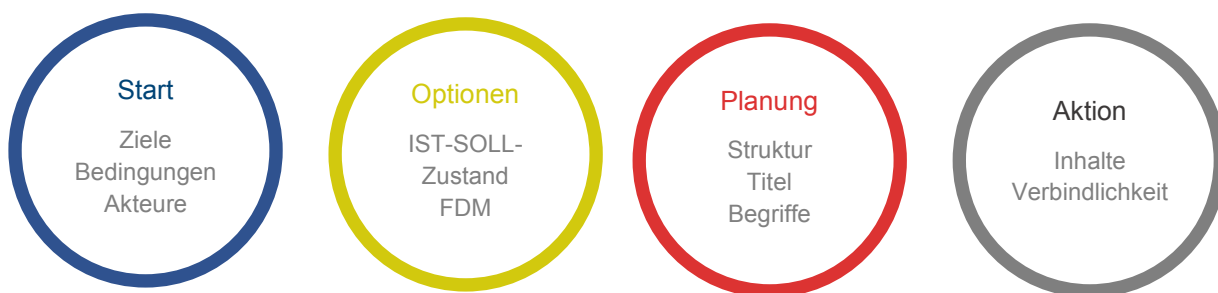 Start
Ziele
Bedingungen
Akteure
Optionen
IST-SOLL-
Zustand
FDM
Planung
Struktur
Titel
Begriffe
Aktion
Inhalte
Verbindlichkeit